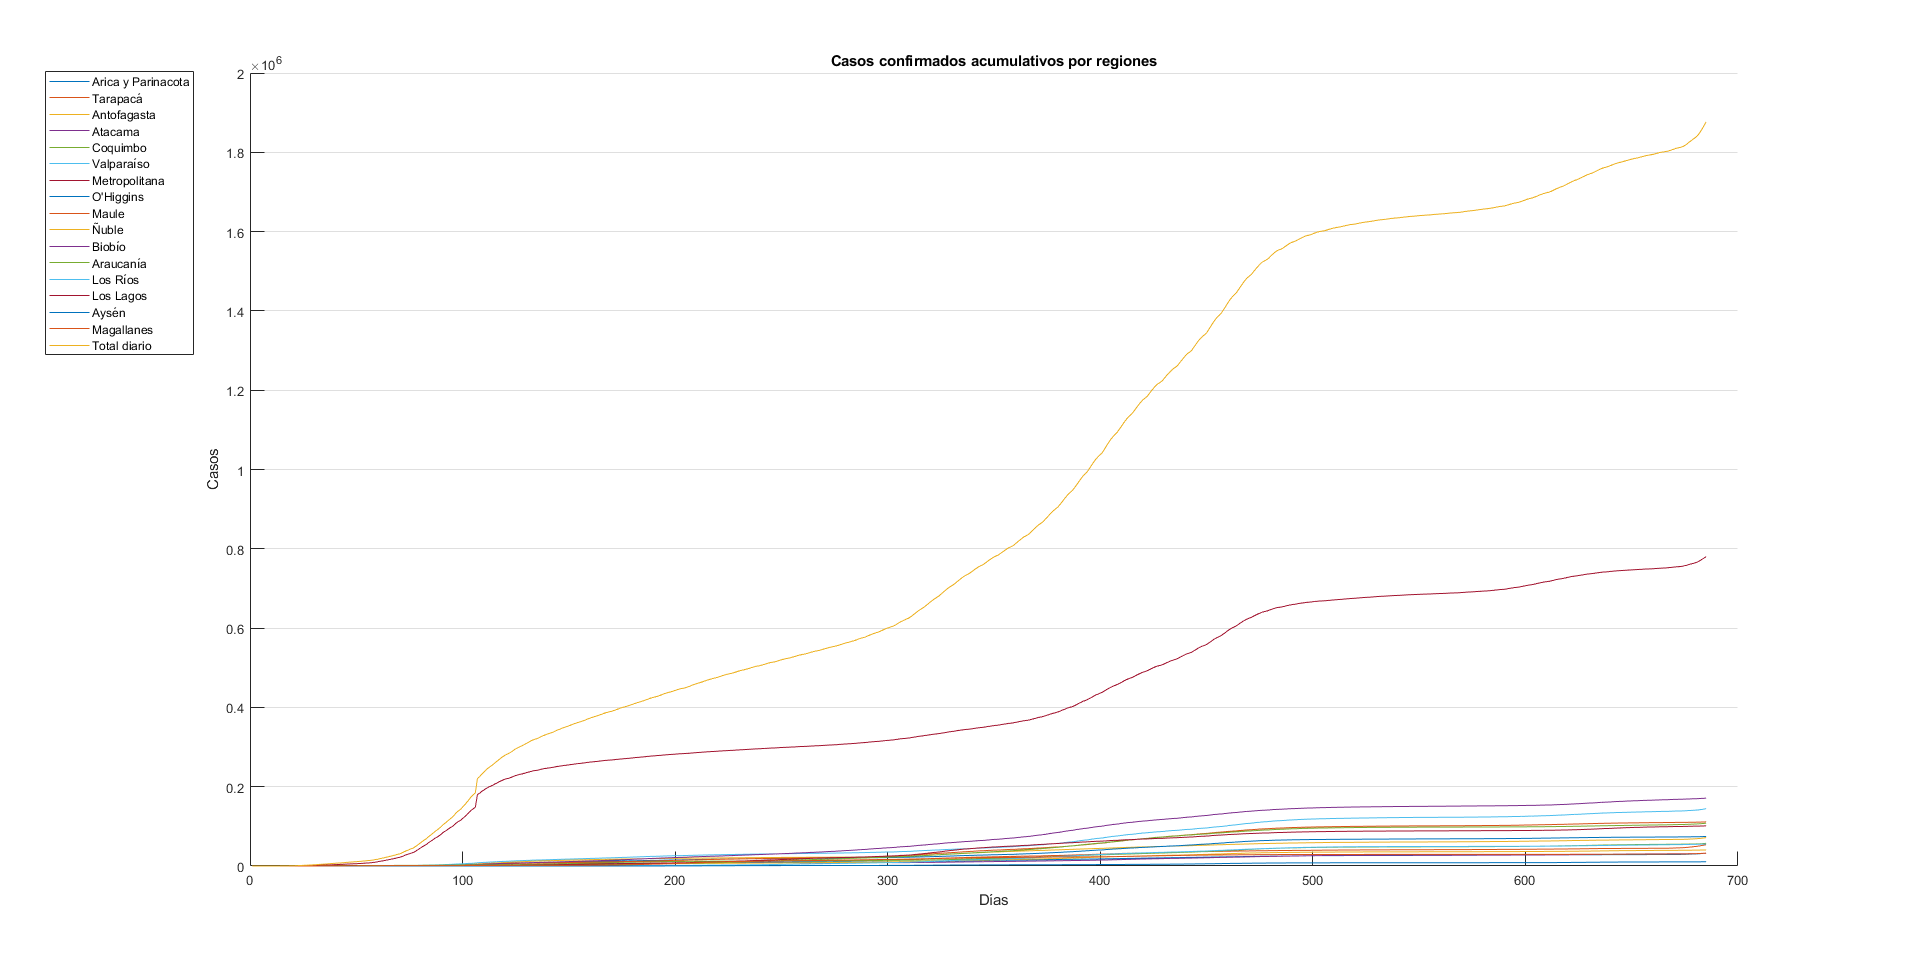 Casos confirmados acumulativos por regiones
Arica y Parinacota
Tarapacá
Antofagasta
Atacama
Coquimbo
Valparaíso
Metropolitana
O'Higgins
Maule
Ñuble
Biobío
Araucanía
Los Ríos
Los Lagos
Aysén
Magallanes
Total diario
×10⁶
2
1.8
1.6
1.4
1.2
1
0.8
0.6
0.4
0.2
0
Casos
0 100 200 300 400 500 600 700
Días